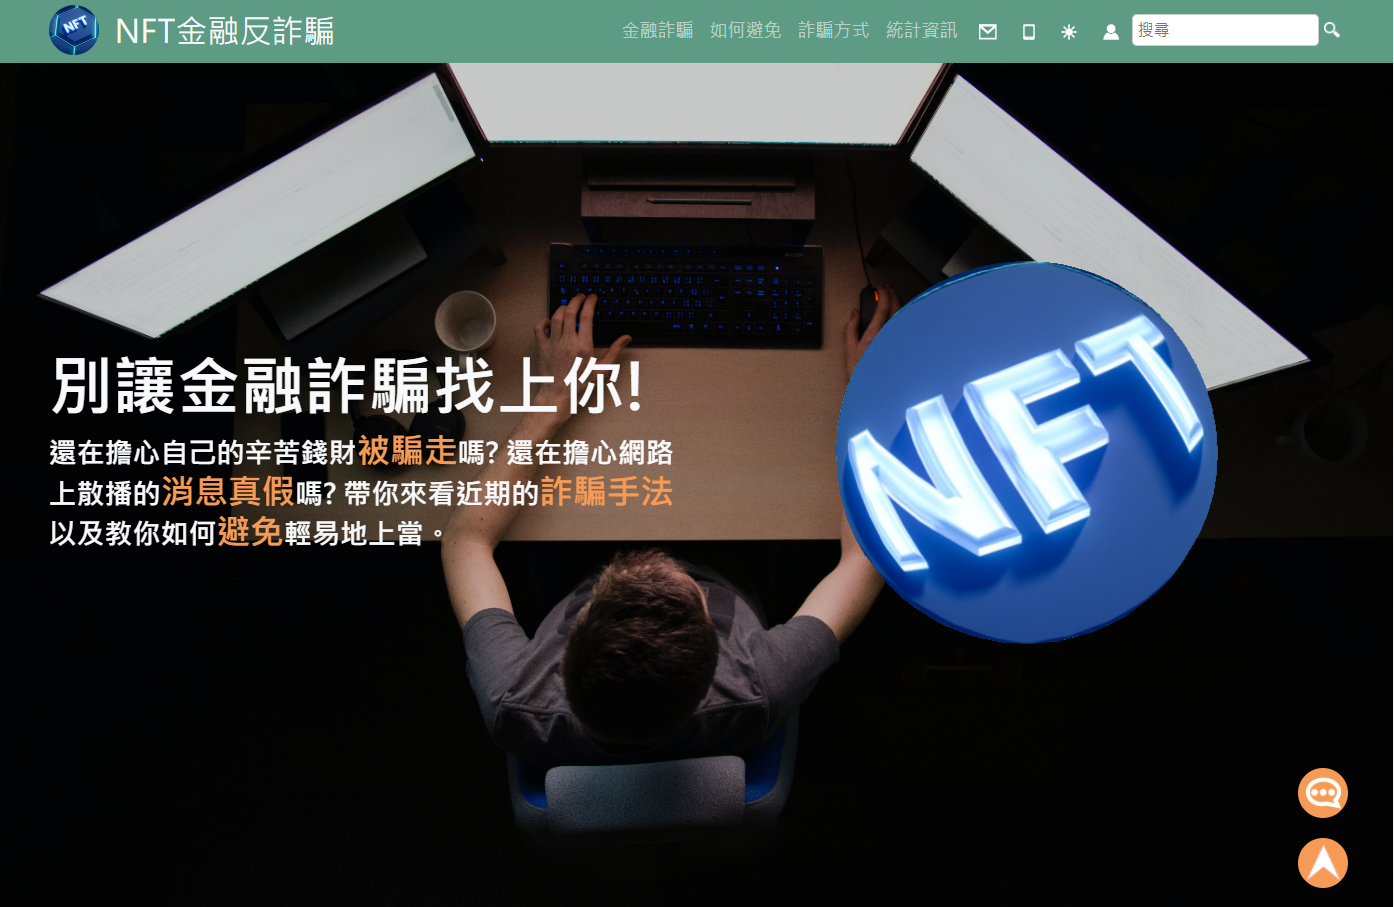 NFT
NFT金融反詐騙
金融詐騙 如何避免 詐騙方式 統計資訊
搜尋
別讓金融詐騙找上你!
還在擔心自己的辛苦錢財被騙走嗎? 還在擔心網路
上散播的消息真假嗎? 帶你來看近期的詐騙手法
以及教你如何避免輕易地上當。
NFT